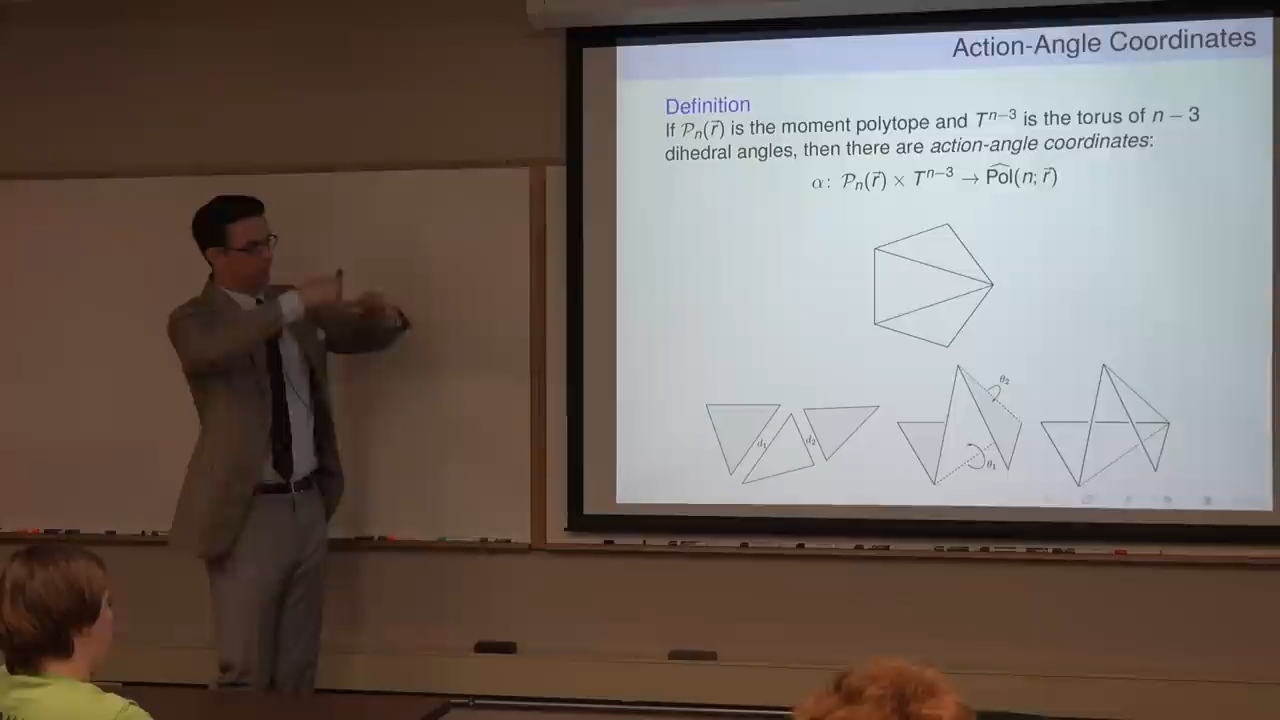 Action-Angle Coordinates
Definition
If 𝒫ₙ(r⃗) is the moment polytope and Tⁿ⁻³ is the torus of n − 3
dihedral angles, then there are action-angle coordinates:
α: 𝒫ₙ(r⃗) × Tⁿ⁻³ → P̂ol(n; r⃗)
θ₂
d₁
d₂
θ₁